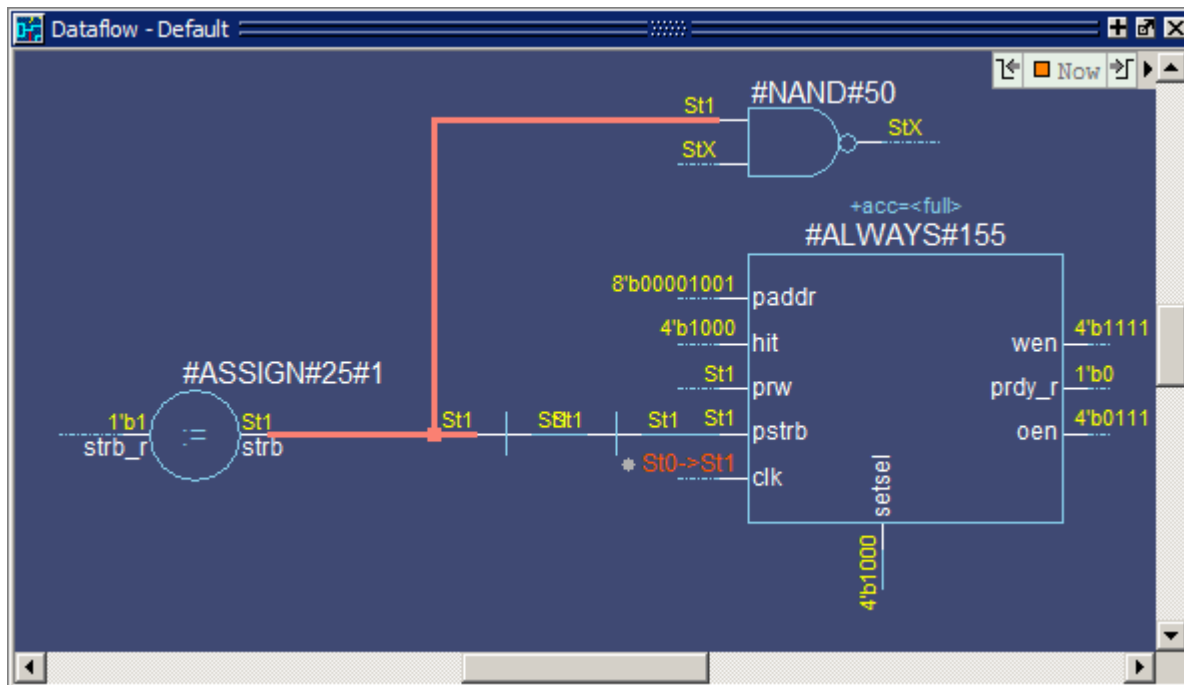 Dataflow - Default
Now
#NAND#50
St1
StX
StX
+acc=<full>
#ALWAYS#155
8'b00001001
paddr
4'b1000
hit
wen
4'b1111
St1
prw
prdy_r
1'b0
#ASSIGN#25#1
1'b1
strb_r
:=
St1
strb
St1
St1
St1
St1
pstrb
oen
4'b0111
St0->St1
clk
setsel
4'b1000